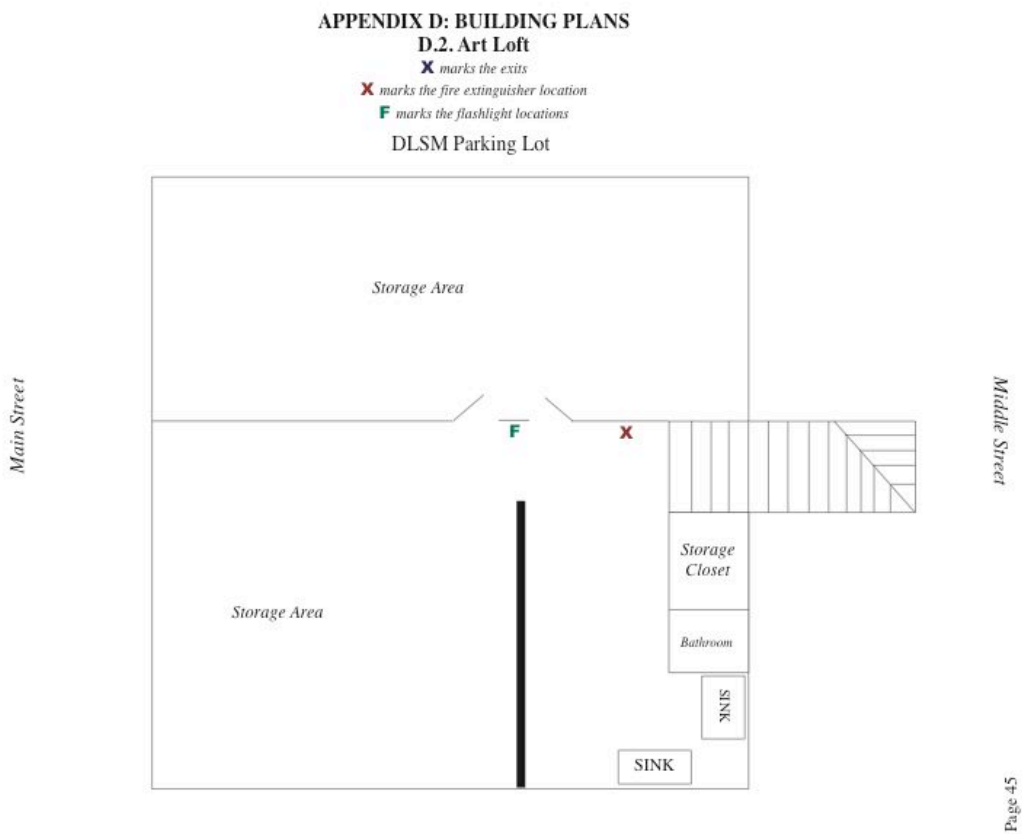 APPENDIX D: BUILDING PLANS
D.2. Art Loft
X marks the exits
X marks the fire extinguisher location
F marks the flashlight locations
DLSM Parking Lot
Storage Area
Main Street
Middle Street
F
X
Storage
Closet
Storage Area
Bathroom
SINK
SINK
Page 45